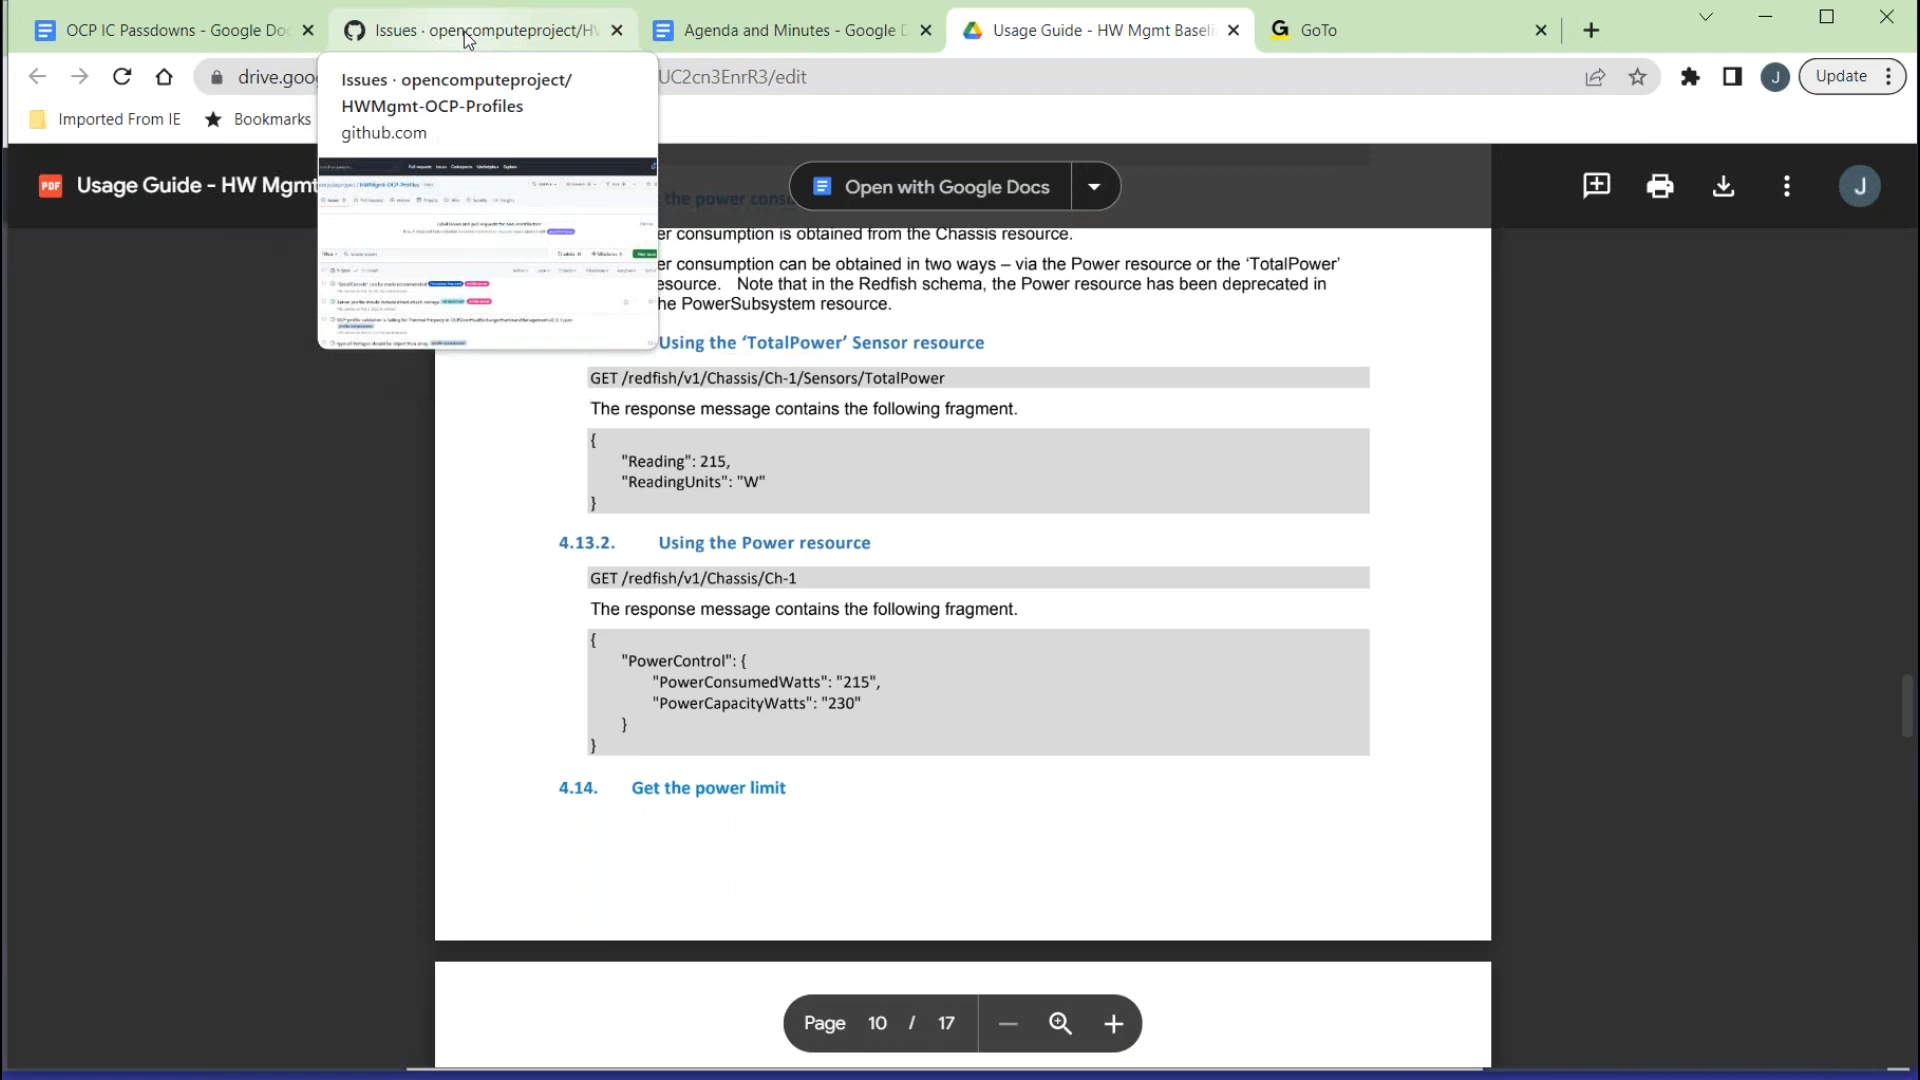 OCP IC Passdowns - Google Do
Issues · opencomputeproject/HW
Agenda and Minutes - Google D
Usage Guide - HW Mgmt Baseli
GoTo
drive.goog
UC2cn3EnrR3/edit
J
Update
Issues · opencomputeproject/
HWMgmt-OCP-Profiles
github.com
Imported From IE
Bookmarks
PDF
Usage Guide - HW Mgmt
Open with Google Docs
J
the power consu
er consumption is obtained from the Chassis resource.
er consumption can be obtained in two ways – via the Power resource or the ‘TotalPower’
esource. Note that in the Redfish schema, the Power resource has been deprecated in
he PowerSubsystem resource.
Using the ‘TotalPower’ Sensor resource
GET /redfish/v1/Chassis/Ch-1/Sensors/TotalPower
The response message contains the following fragment.
{
"Reading": 215,
"ReadingUnits": "W"
}
4.13.2. Using the Power resource
GET /redfish/v1/Chassis/Ch-1
The response message contains the following fragment.
{
"PowerControl": {
"PowerConsumedWatts": "215",
"PowerCapacityWatts": "230"
}
}
4.14. Get the power limit
Page 10 / 17